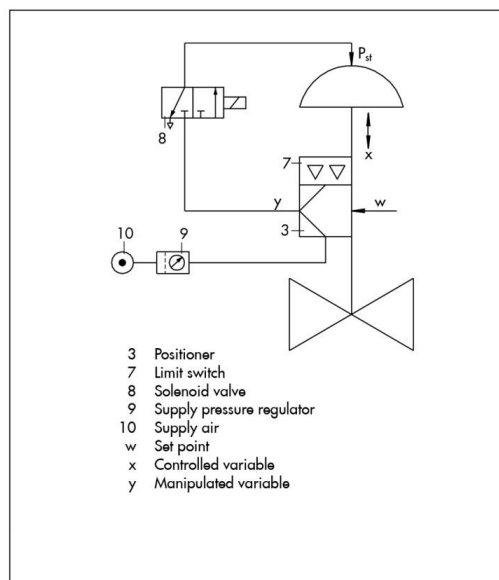 Pst
8
7
x
y
w
3
10
9
3 Positioner
7 Limit switch
8 Solenoid valve
9 Supply pressure regulator
10 Supply air
w Set point
x Controlled variable
y Manipulated variable